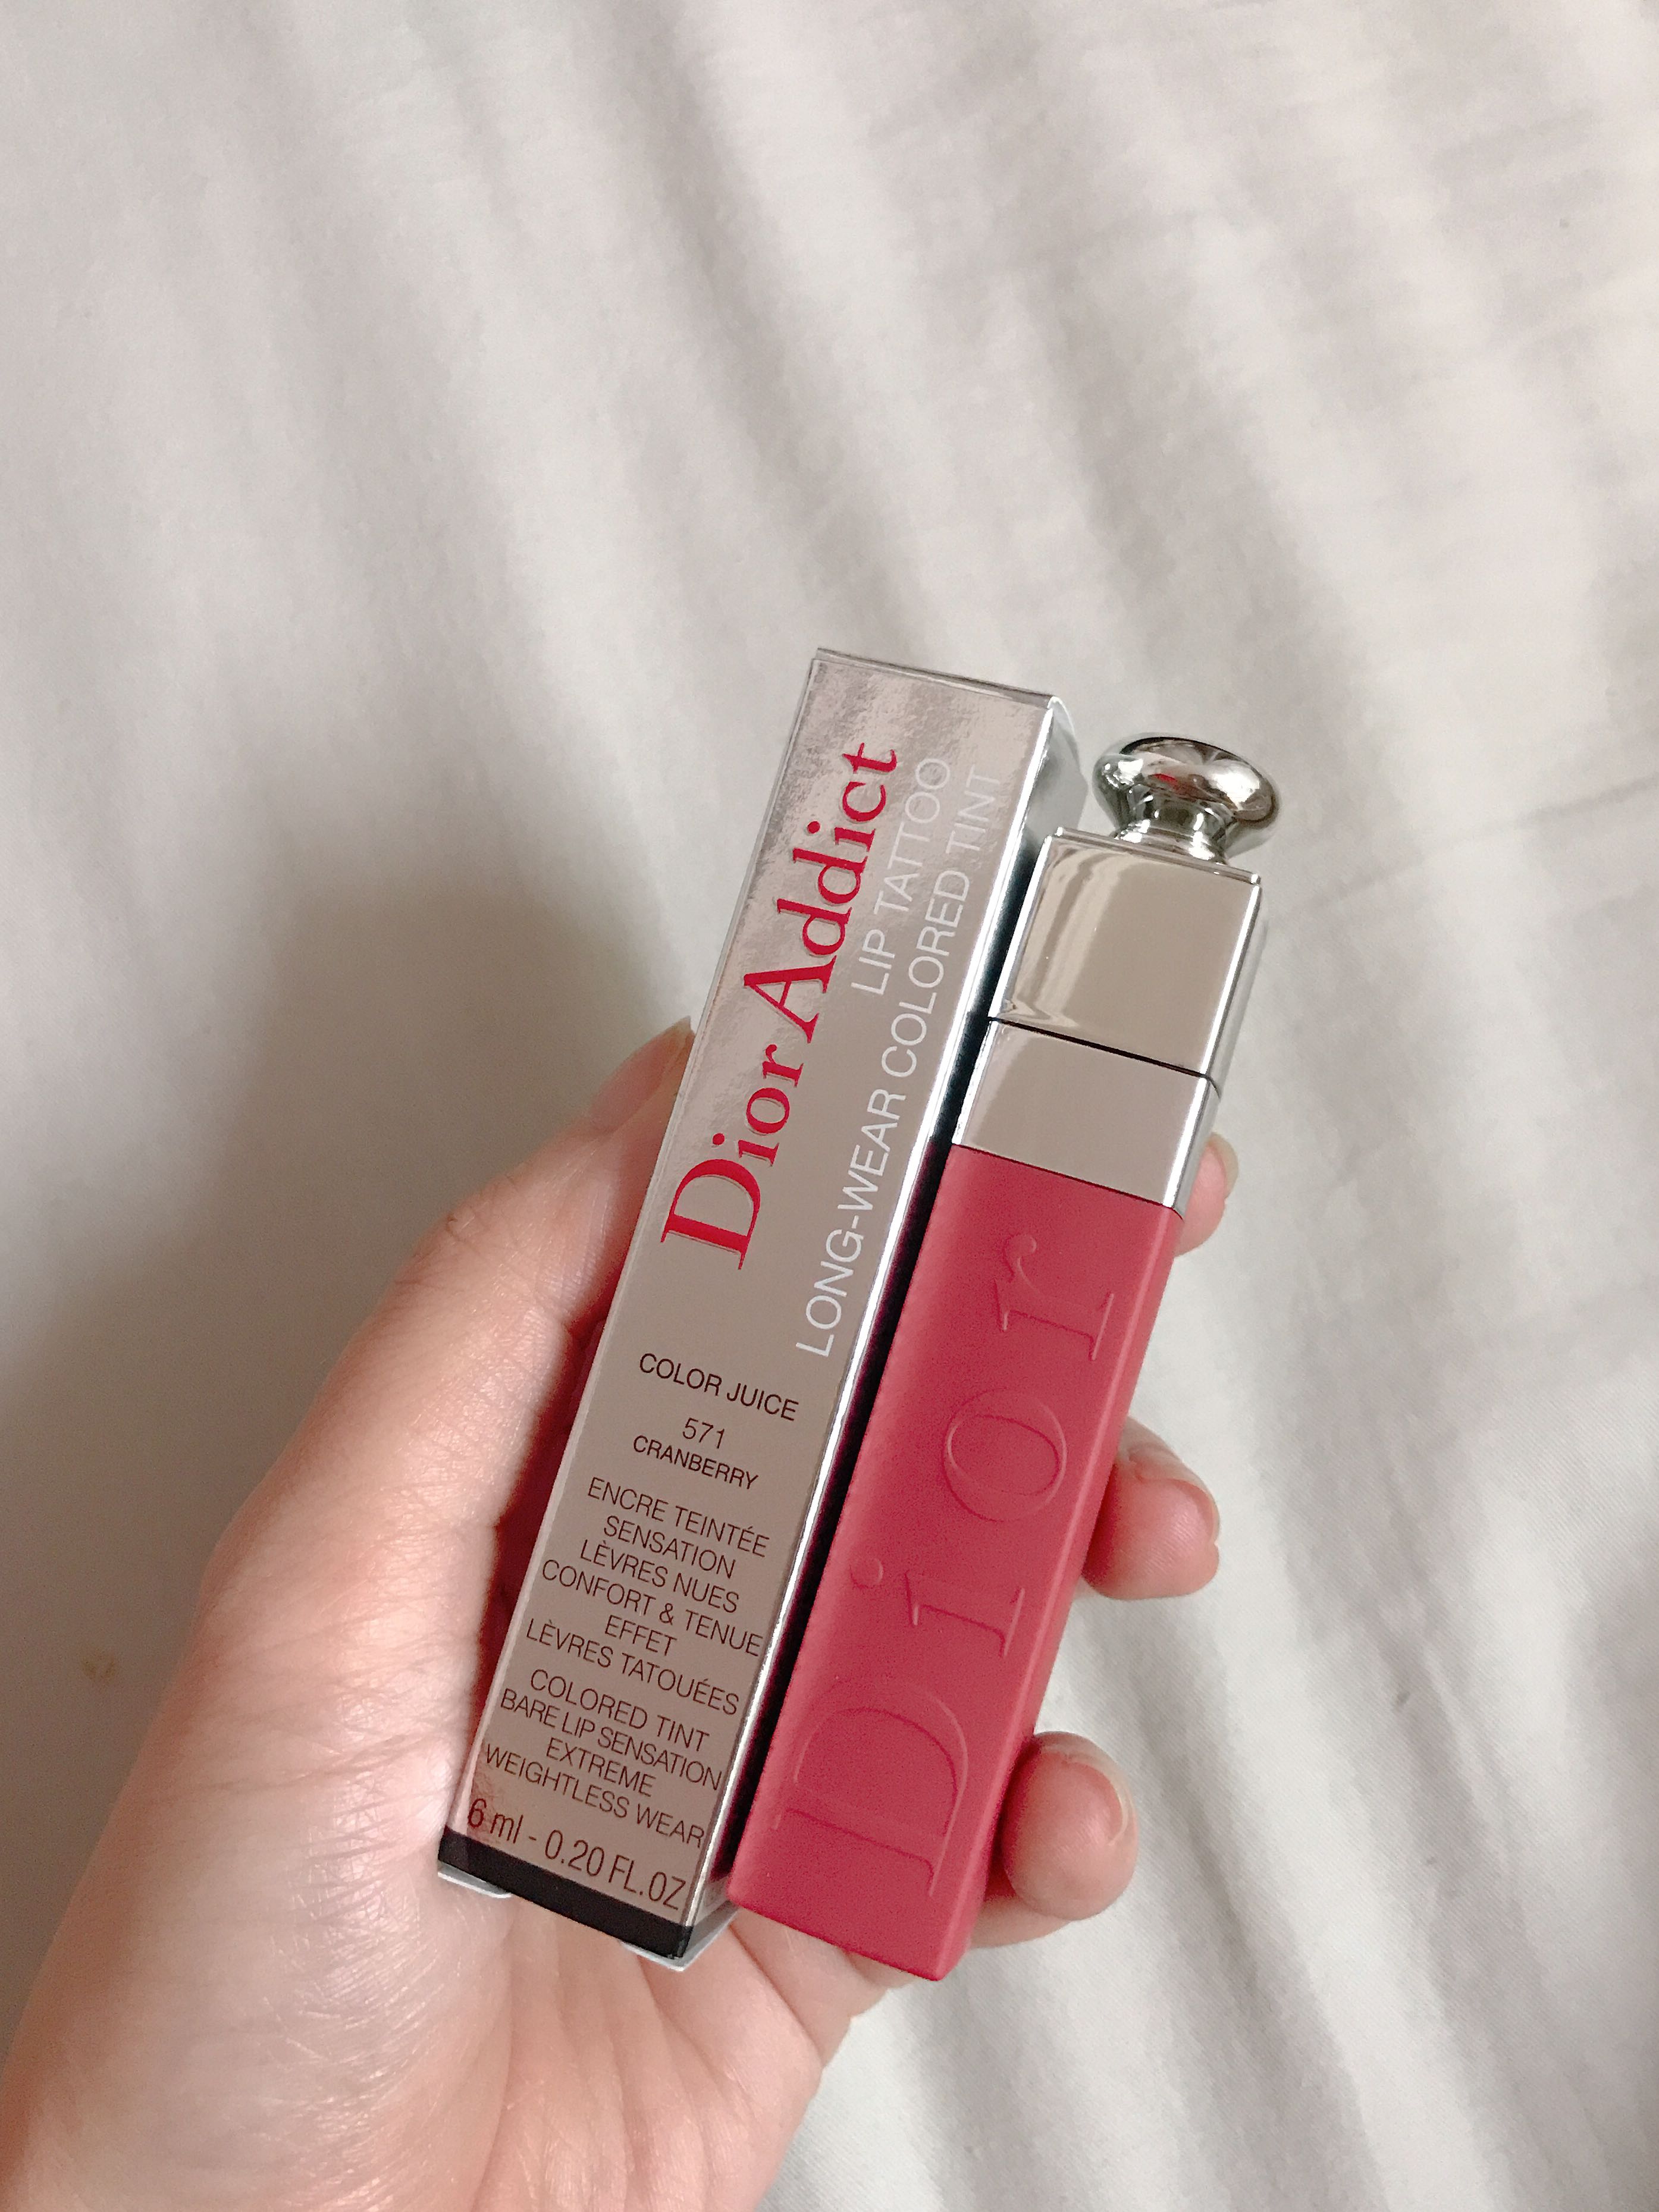 Dior Addict
LIP TATTOO
LONG-WEAR COLORED TINT
COLOR JUICE
571
CRANBERRY
ENCRE TEINTÉE
SENSATION
LÈVRES NUES
CONFORT & TENUE
EFFET
LÈVRES TATOUÉES
COLORED TINT
BARE LIP SENSATION
EXTREME
WEIGHTLESS WEAR
6 ml - 0.20 FL.OZ
Dior